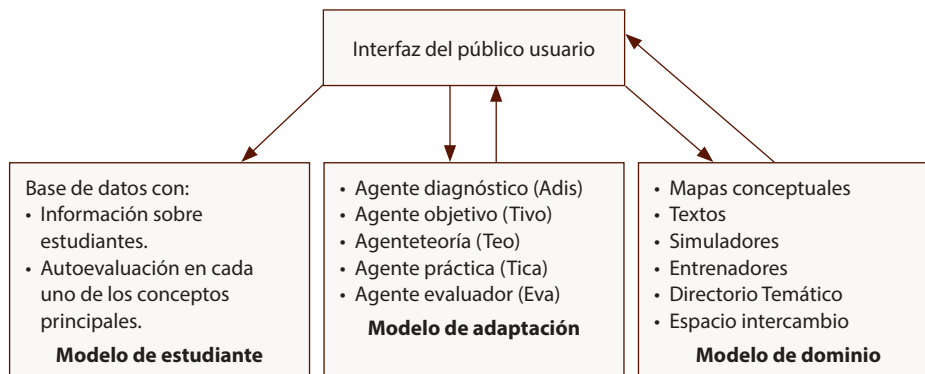 Interfaz del público usuario
Base de datos con:
• Información sobre
estudiantes.
• Autoevaluación en cada
uno de los conceptos
principales.
Modelo de estudiante
• Agente diagnóstico (Adis)
• Agente objetivo (Tivo)
• Agenteteoría (Teo)
• Agente práctica (Tica)
• Agente evaluador (Eva)
Modelo de adaptación
• Mapas conceptuales
• Textos
• Simuladores
• Entrenadores
• Directorio Temático
• Espacio intercambio
Modelo de dominio